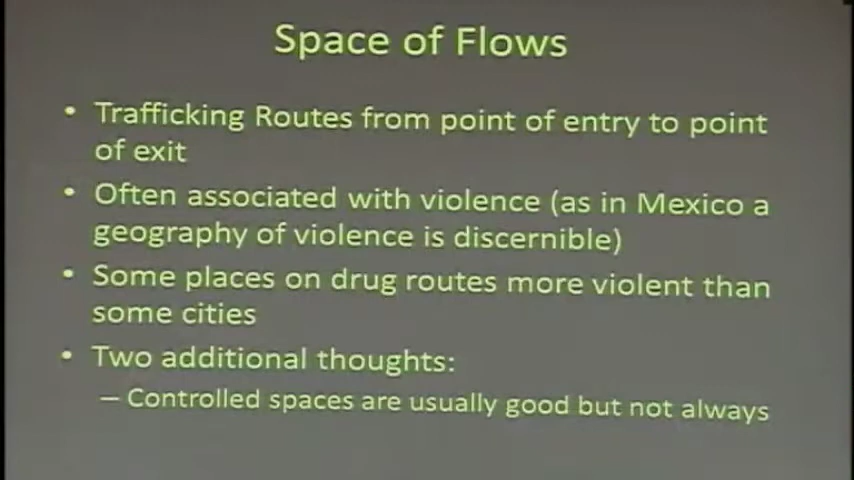 Space of Flows
• Trafficking Routes from point of entry to point
of exit
• Often associated with violence (as in Mexico a
geography of violence is discernible)
• Some places on drug routes more violent than
some cities
• Two additional thoughts:
– Controlled spaces are usually good but not always